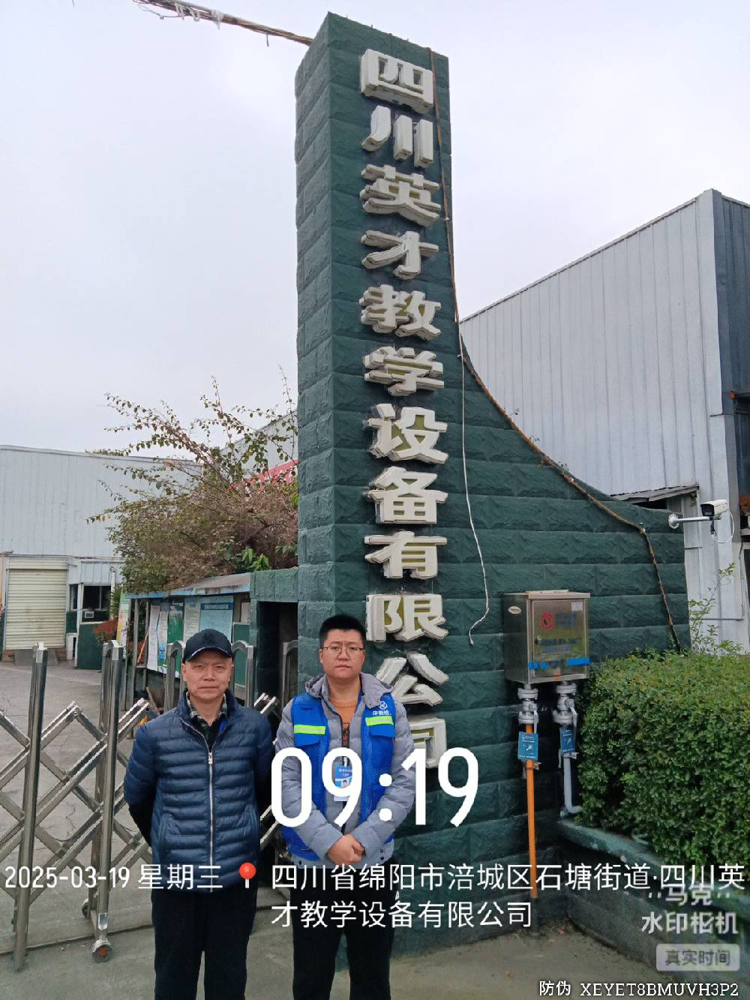 四川英才教学设备有限公司
中
09:19
2025-03-19 星期三
四川省绵阳市涪城区石塘街道·四川英
才教学设备有限公司
马克
水印相机
真实时间
防伪 XEYET8BMUVH3P2